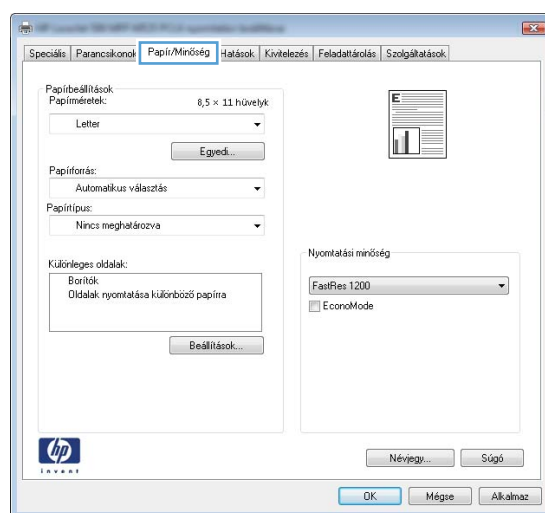 Speciális Parancsikonok Papír/Minőség Hatások Kivitelezés Feladattárolás Szolgáltatások
Papírbeállítások
Papírméretek: 8,5 × 11 hüvelyk
Letter
Egyedi...
Papírforrás:
Automatikus választás
Papírtípus:
Nincs meghatározva
Különleges oldalak:
Borítók
Oldalak nyomtatása különböző papírra
Beállítások...
E
Nyomtatási minőség
FastRes 1200
EconoMode
hp
invent
Névjegy... Súgó
OK Mégse Alkalmaz